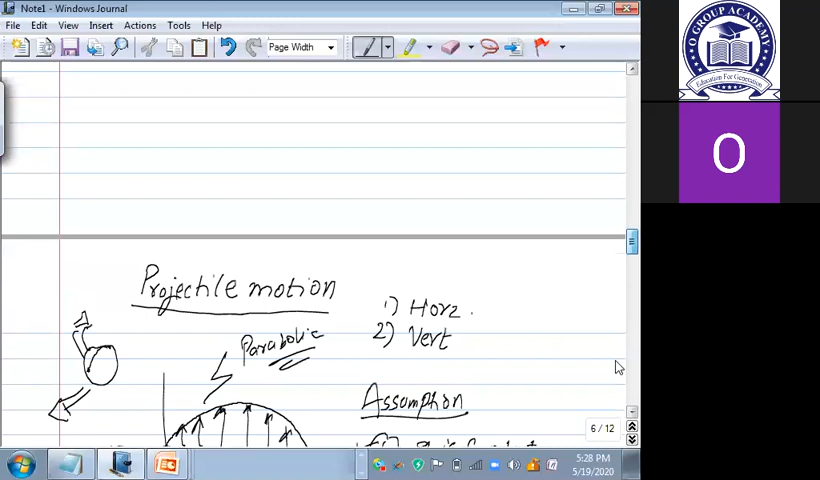 Note1 - Windows Journal
File Edit View Insert Actions Tools Help
Page Width
O GROUP ACADEMY
Education For Generation
O
Projectile motion
1) Horz.
2) Vert
Parabolic
Assumption
6 / 12
5:28 PM
5/19/2020